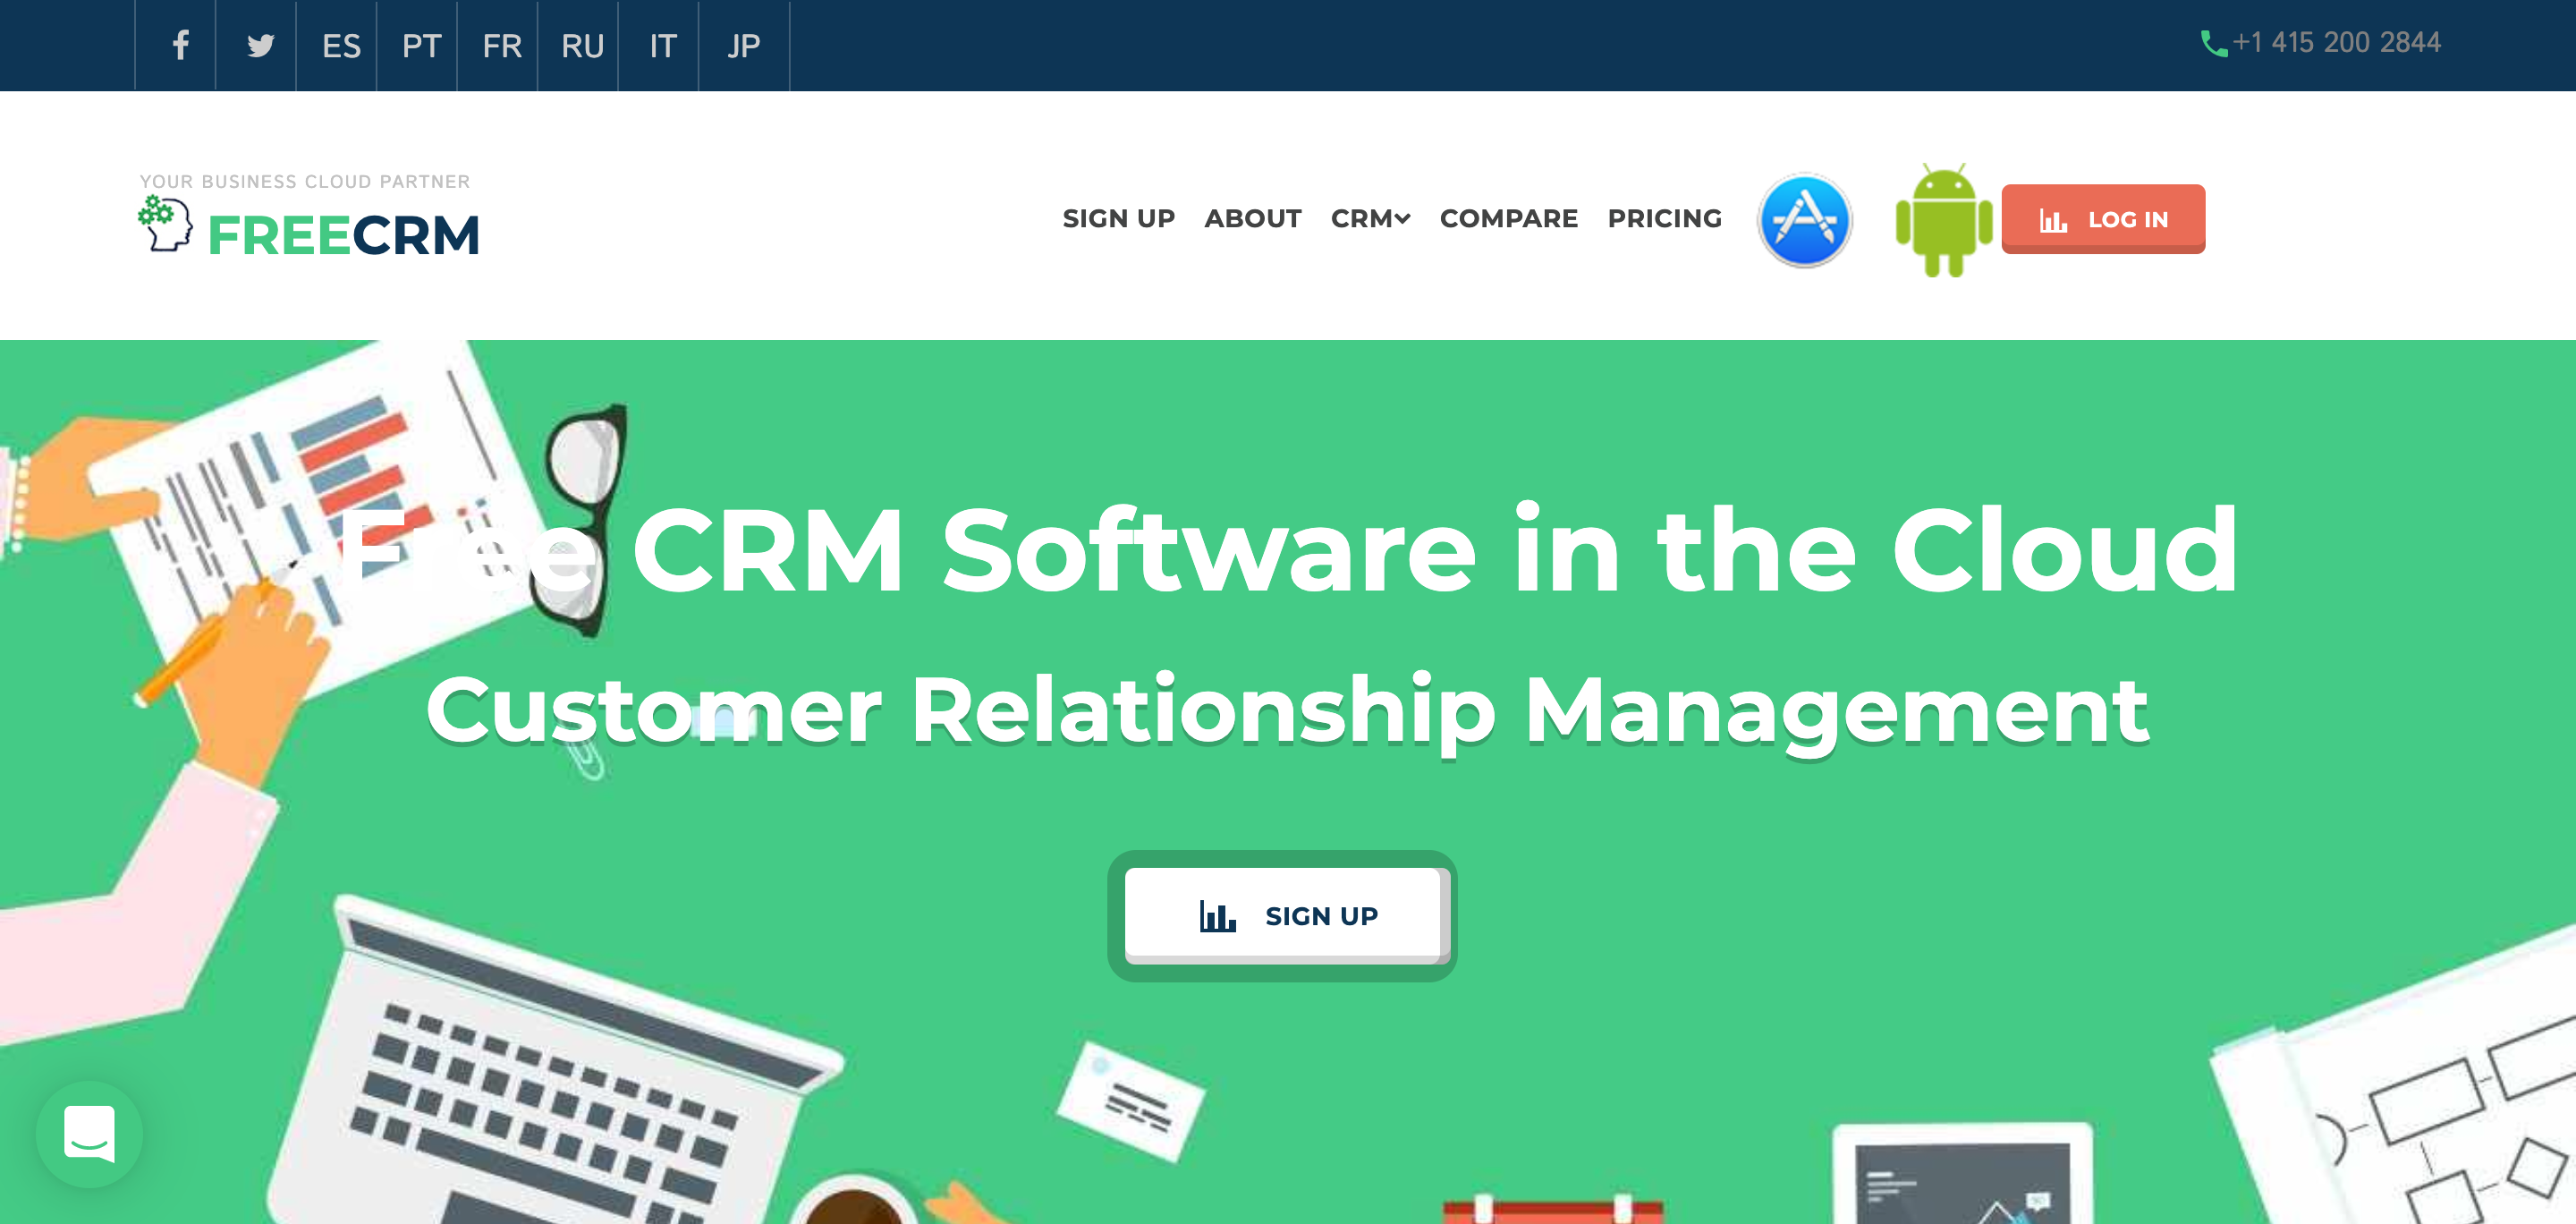 ES PT FR RU IT JP +1 415 200 2844
YOUR BUSINESS CLOUD PARTNER
FREECRM
SIGN UP ABOUT CRM COMPARE PRICING LOG IN
Free CRM Software in the Cloud
Customer Relationship Management
SIGN UP